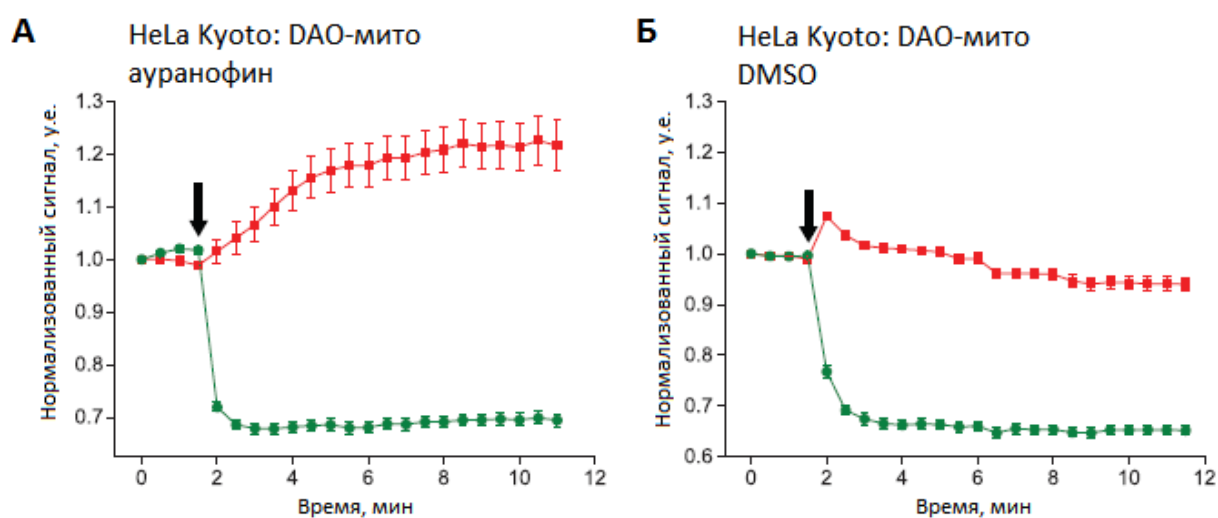 А
HeLa Kyoto: DAO-мито
ауранофин
Нормализованный сигнал, у.е.
1.3
1.2
1.1
1.0
0.9
0.8
0.7
0 2 4 6 8 10 12
Время, мин
Б
HeLa Kyoto: DAO-мито
DMSO
Нормализованный сигнал, у.е.
1.3
1.2
1.1
1.0
0.9
0.8
0.7
0.6
0 2 4 6 8 10 12
Время, мин